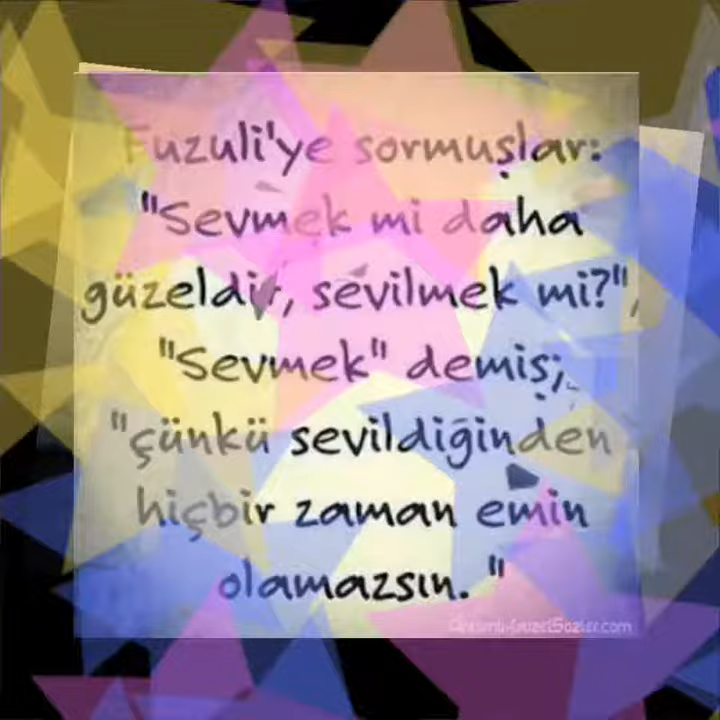 Fuzuli'ye sormuşlar:
"Sevmek mi daha
güzeldir, sevilmek mi?",
"Sevmek" demiş;
"çünkü sevildiğinden
hiçbir zaman emin
olamazsın. "